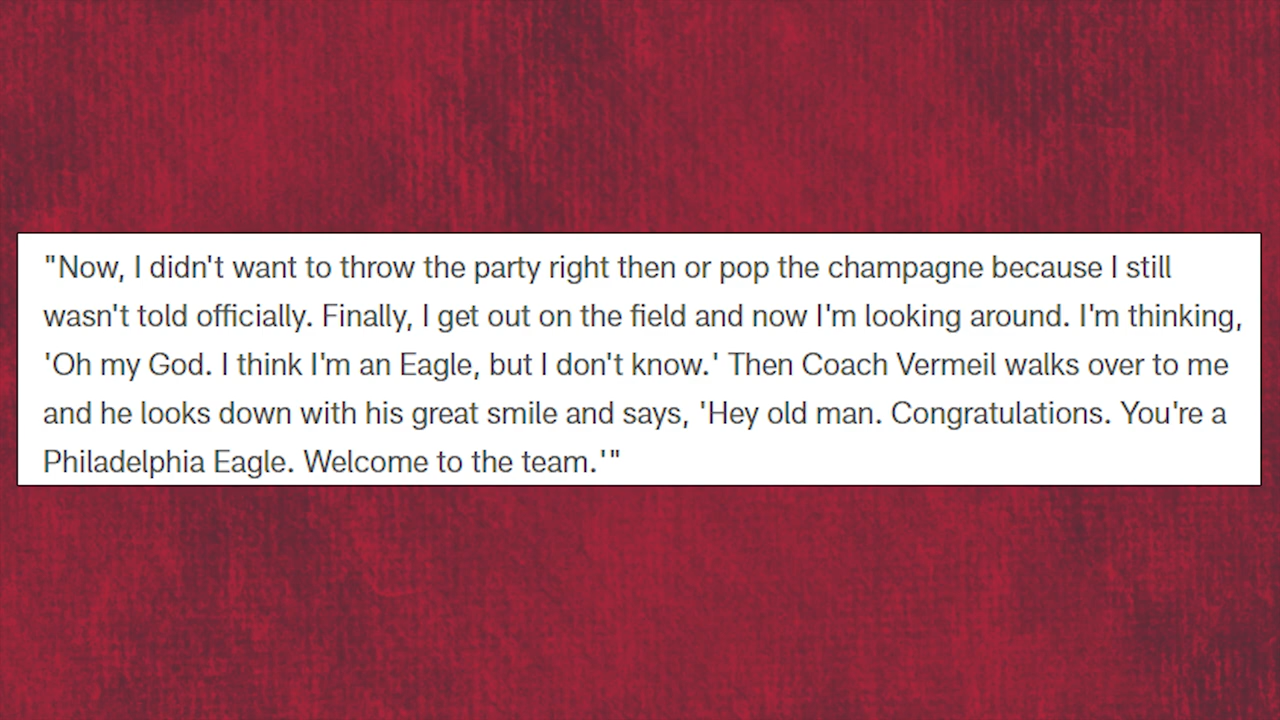 "Now, I didn't want to throw the party right then or pop the champagne because I still
wasn't told officially. Finally, I get out on the field and now I'm looking around. I'm thinking,
'Oh my God. I think I'm an Eagle, but I don't know.' Then Coach Vermeil walks over to me
and he looks down with his great smile and says, 'Hey old man. Congratulations. You're a
Philadelphia Eagle. Welcome to the team.'"